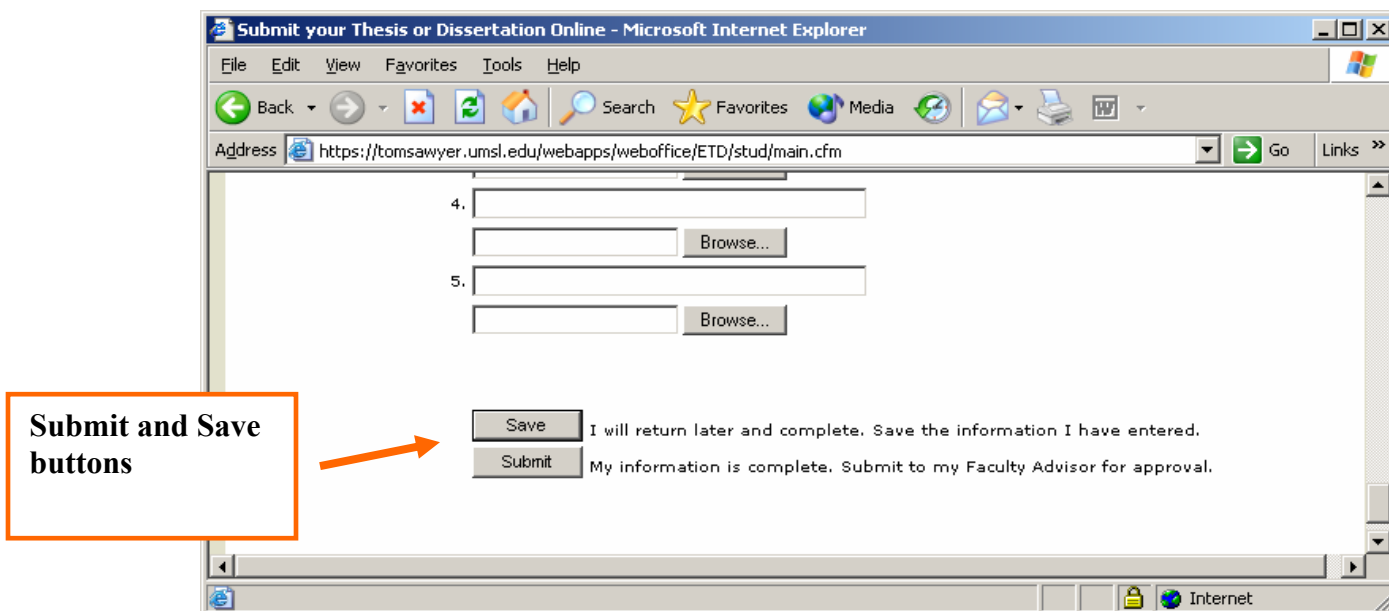 Submit your Thesis or Dissertation Online - Microsoft Internet Explorer
File Edit View Favorites Tools Help
Back Search Favorites Media
Address https://tomsawyer.umsl.edu/webapps/weboffice/ETD/stud/main.cfm Go Links »
4.
Browse...
5.
Browse...
Submit and Save
buttons
Save I will return later and complete. Save the information I have entered.
Submit My information is complete. Submit to my Faculty Advisor for approval.
Internet